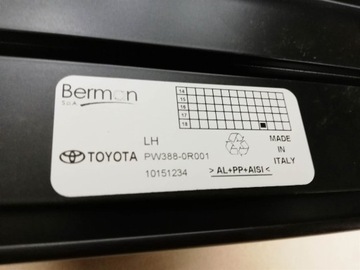 Berman
S.p.A.
14
15
16
17
18
LH
TOYOTA PW388-0R001
10151234
MADE
IN
ITALY
> AL+PP+AISI <